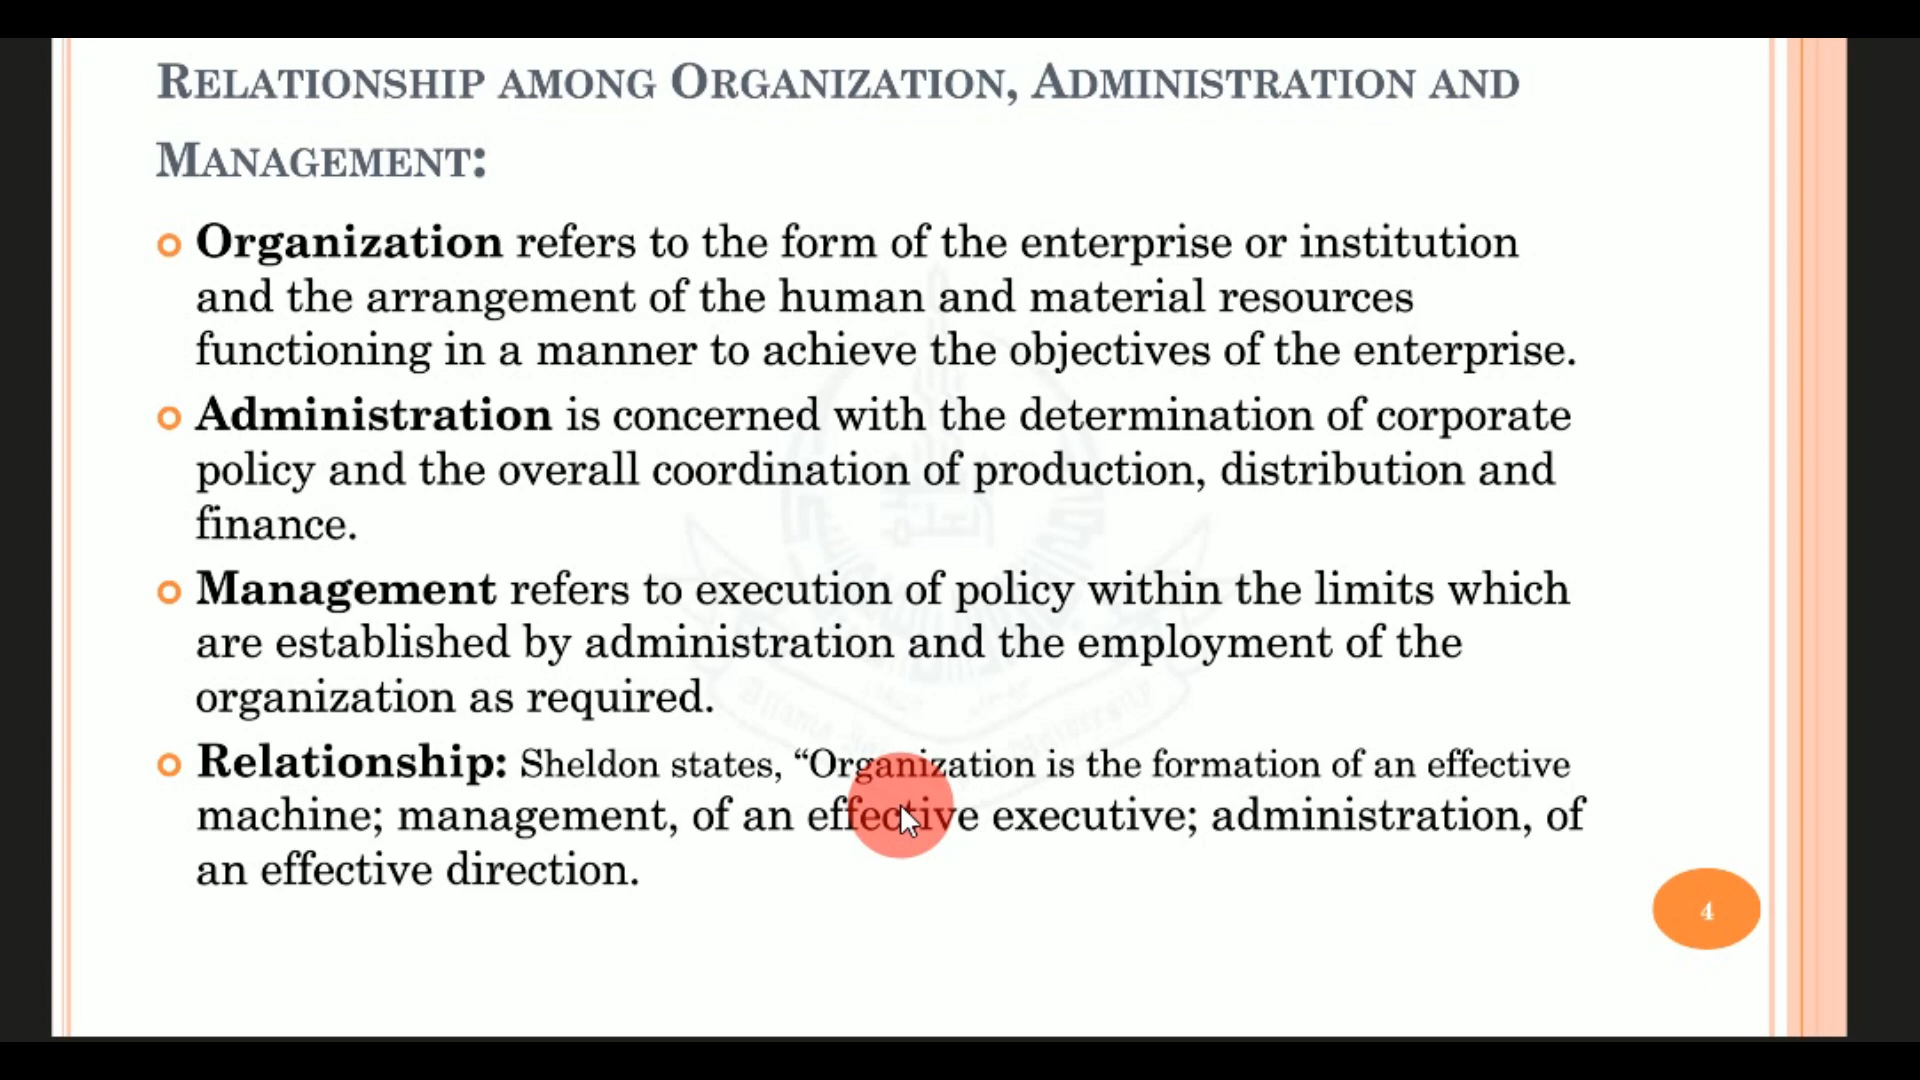 RELATIONSHIP AMONG ORGANIZATION, ADMINISTRATION AND
MANAGEMENT:
Organization refers to the form of the enterprise or institution
and the arrangement of the human and material resources
functioning in a manner to achieve the objectives of the enterprise.
Administration is concerned with the determination of corporate
policy and the overall coordination of production, distribution and
finance.
Management refers to execution of policy within the limits which
are established by administration and the employment of the
organization as required.
Relationship: Sheldon states, “Organization is the formation of an effective
machine; management, of an effective executive; administration, of
an effective direction.
4